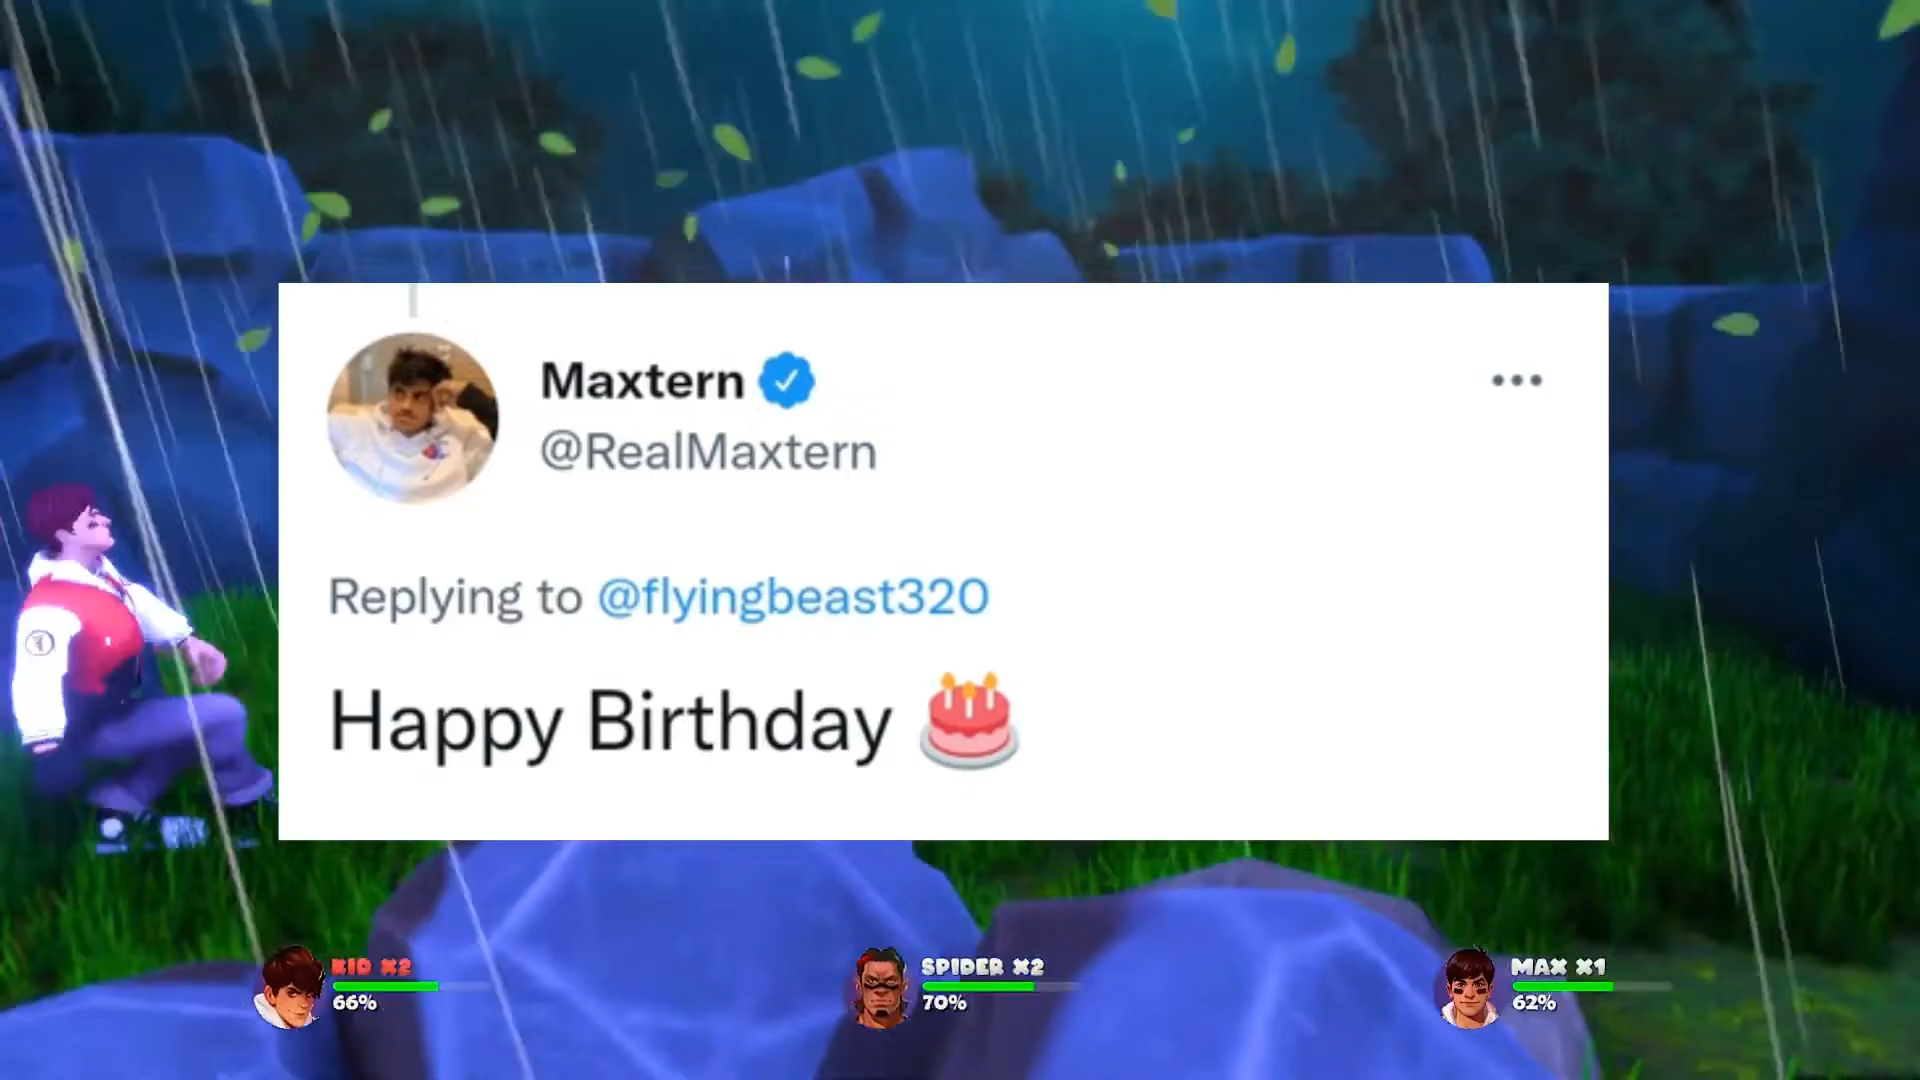 Maxtern
@RealMaxtern
Replying to @flyingbeast320
Happy Birthday 🎂
KID X2
66%
SPIDER X2
70%
MAX X1
62%